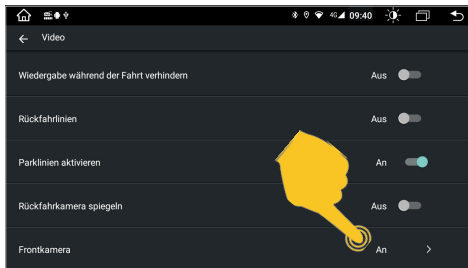 4G 09:40
Video
Wiedergabe während der Fahrt verhindern Aus
Rückfahrlinien Aus
Parklinien aktivieren An
Rückfahrkamera spiegeln Aus
Frontkamera An